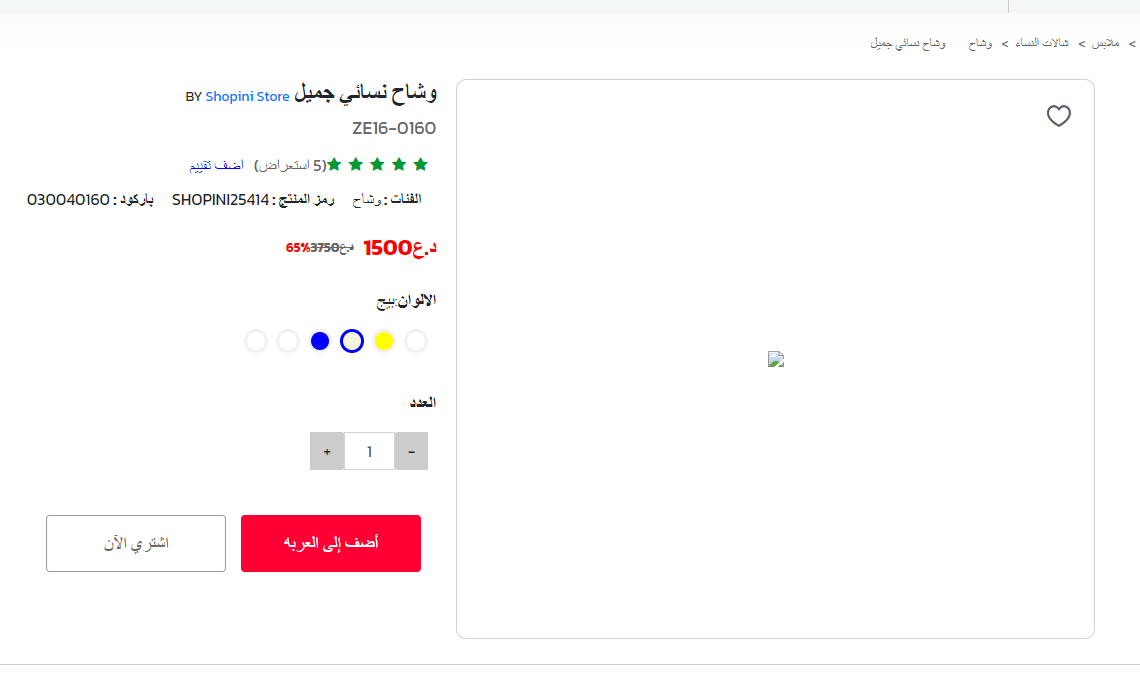 < ملابس < شالات النساء < وشاح وشاح نسائي جميل
وشاح نسائي جميل BY Shopini Store
ZE16-0160
(5 استعراض) اضف تقييم
الفئات : وشاح رمز المنتج : SHOPINI25414 باركود : 030040160
د.ع1500 د.ع3750 65%
الالوان:بيج
العدد
- 1 +
أضف إلى العربه
اشتري الآن